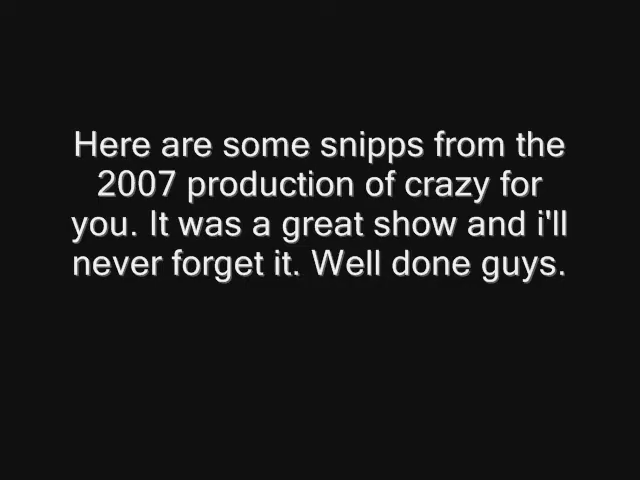 Here are some snipps from the
2007 production of crazy for
you. It was a great show and i'll
never forget it. Well done guys.